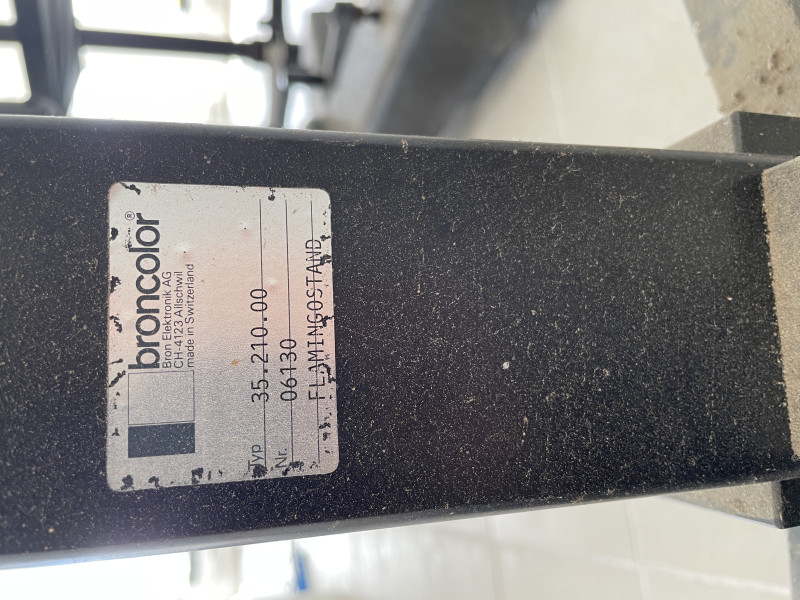 broncolor®
Bron Elektronik AG
CH-4123 Allschwil
made in Switzerland
Typ 35.210.00
Nr. 06130
FLAMINGOSTAND